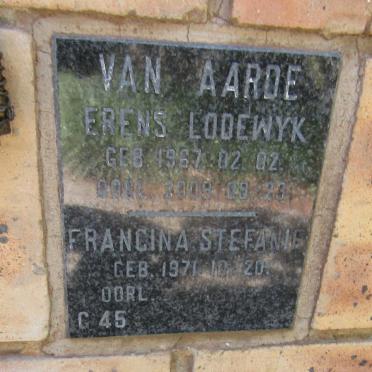 VAN AARDE
ERENS LODEWYK
GEB 1967.02.02.
OORL.
FRANCINA STEFANIE
GEB. 1971.10.20.
OORL.
G 45